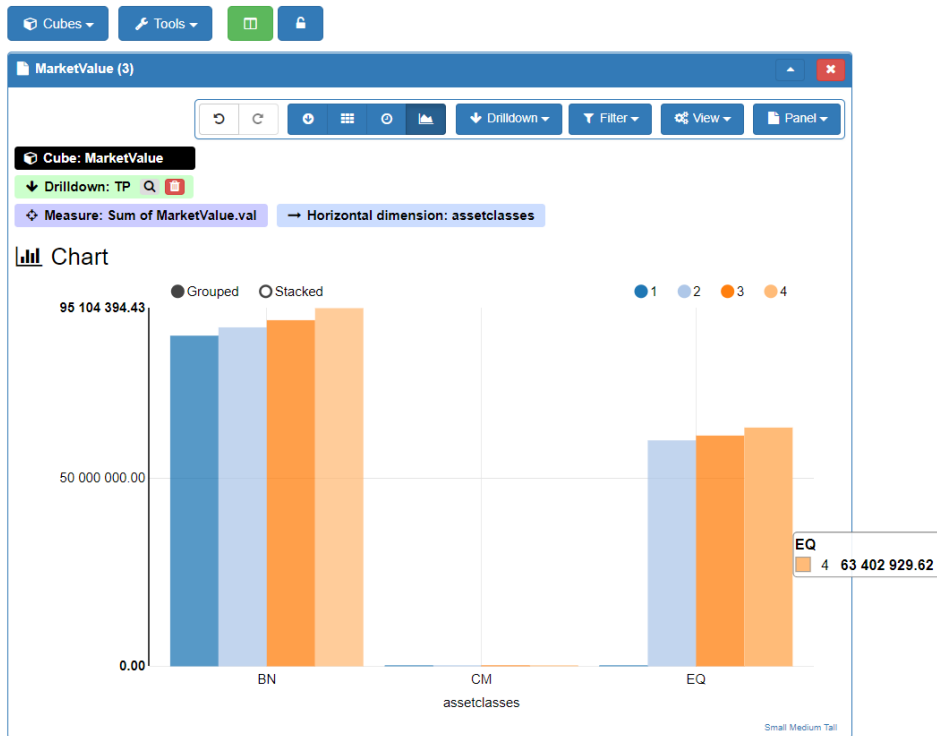 Cubes Tools
MarketValue (3)
Drilldown Filter View Panel
Cube: MarketValue
Drilldown: TP
Measure: Sum of MarketValue.val Horizontal dimension: assetclasses
Chart
Grouped Stacked 1 2 3 4
95 104 394.43
50 000 000.00
EQ
4 63 402 929.62
0.00
BN CM EQ
assetclasses
Small Medium Tall